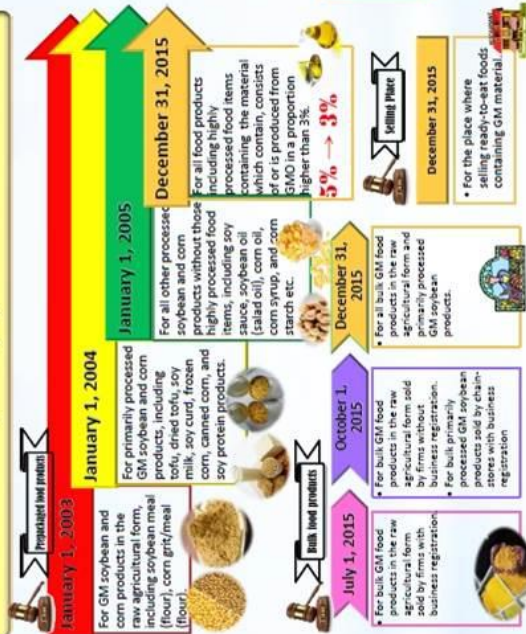 Prepackaged food products
January 1, 2003
For GM soybean and
corn products in the
raw agricultural form,
including soybean meal
(flour), corn grit/meal
(flour).
January 1, 2004
For primarily processed
GM soybean and corn
products, including
tofu, dried tofu, soy
milk, soy curd, frozen
corn, canned corn, and
soy protein products.
January 1, 2005
For all other processed
soybean and corn
products without those
highly processed food
items, including soy
sauce, soybean oil
(salad oil), corn oil,
corn syrup, and corn
starch etc.
December 31, 2015
For all food products
including highly
processed food items
containing the material
which contain, consists
of or is produced from
GMO in a proportion
higher than 3%.
5% → 3%
Bulk food products
July 1, 2015
• For bulk GM food
products in the raw
agricultural form
sold by firms with
business registration
October 1,
2015
• For bulk GM food
products in the raw
agricultural form sold
by firms without
business registration.
• For bulk primarily
processed GM soybean
products sold by chain-
stores with business
registration
December 31,
2015
• For all bulk GM food
products in the raw
agricultural form and
primarily processed
GM soybean
products.
Selling Place
December 31, 2015
• For the place where
selling ready-to-eat foods
containing GM material.